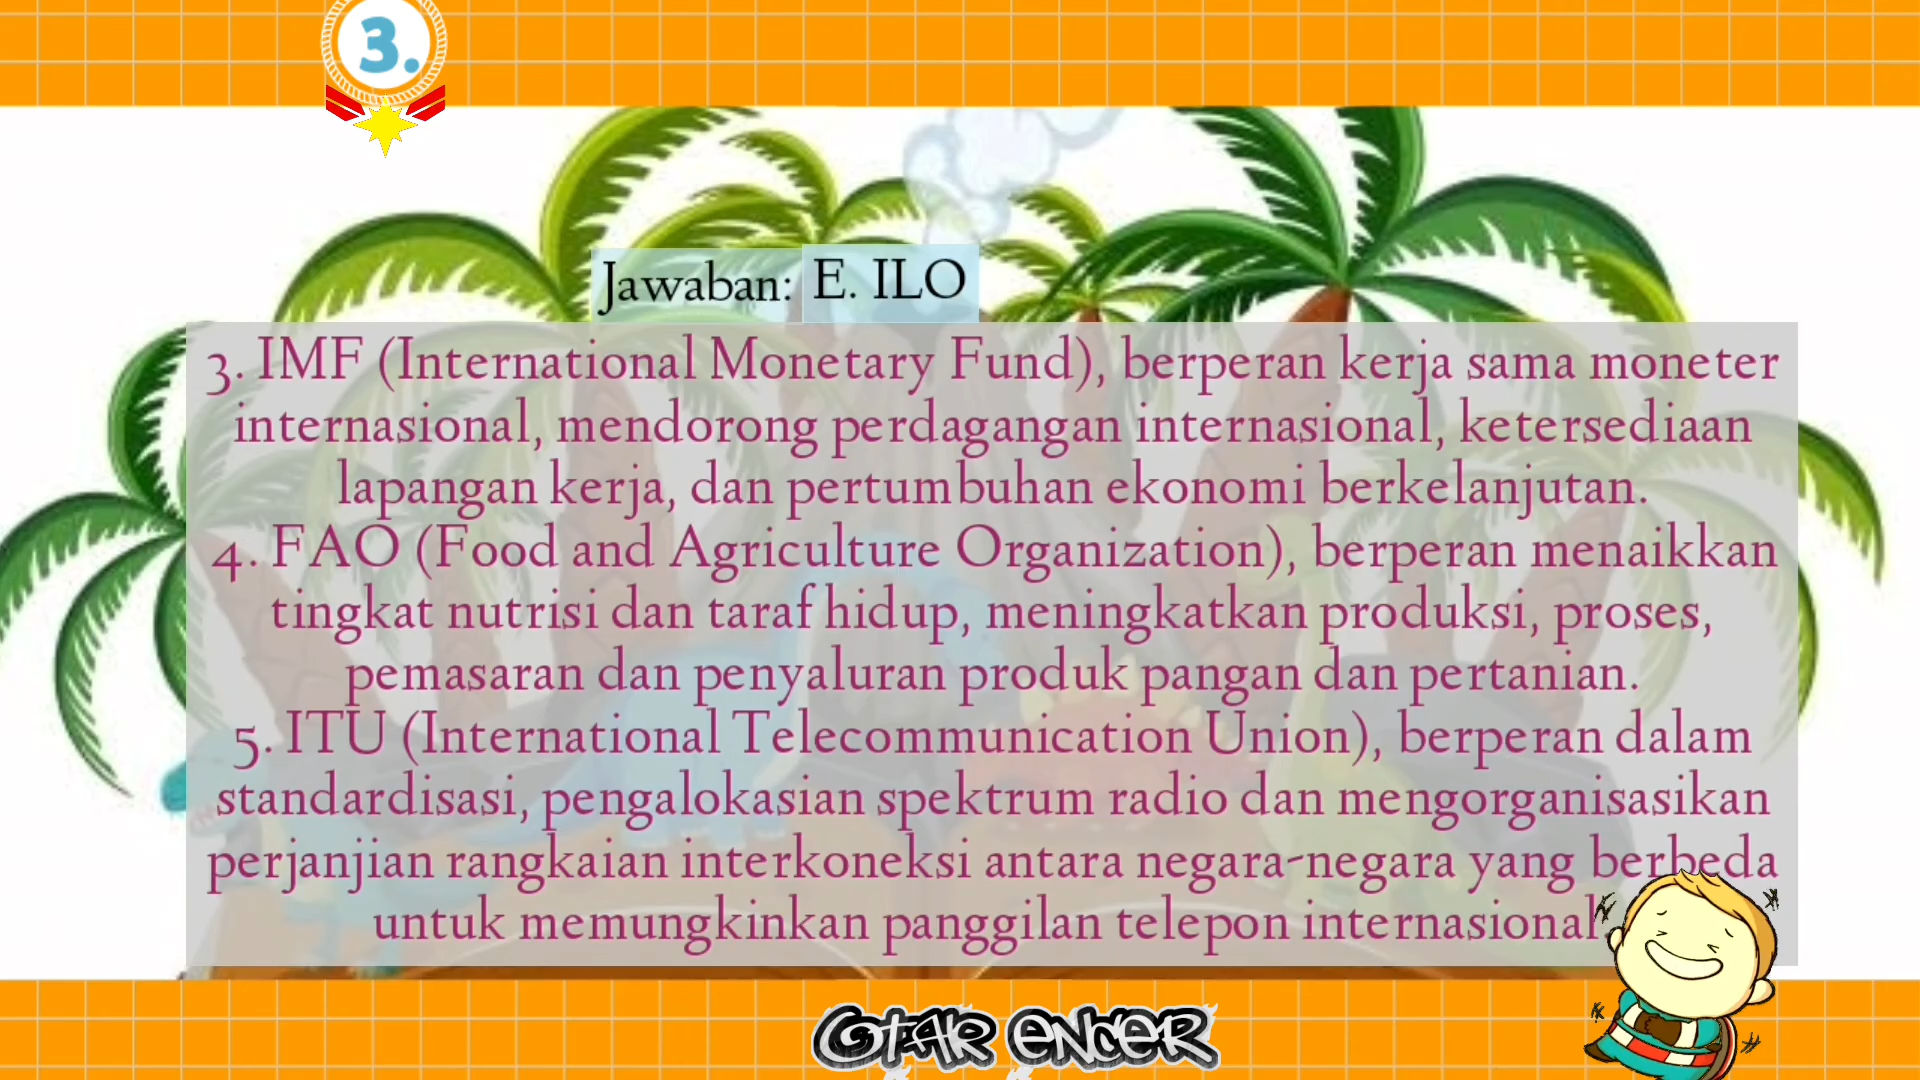 3.
Jawaban: E. ILO
3. IMF (International Monetary Fund), berperan kerja sama moneter
internasional, mendorong perdagangan internasional, ketersediaan
lapangan kerja, dan pertumbuhan ekonomi berkelanjutan.
4. FAO (Food and Agriculture Organization), berperan menaikkan
tingkat nutrisi dan taraf hidup, meningkatkan produksi, proses,
pemasaran dan penyaluran produk pangan dan pertanian.
5. ITU (International Telecommunication Union), berperan dalam
standardisasi, pengalokasian spektrum radio dan mengorganisasikan
perjanjian rangkaian interkoneksi antara negara-negara yang berbeda
untuk memungkinkan panggilan telepon internasional.
OTAK ENCER